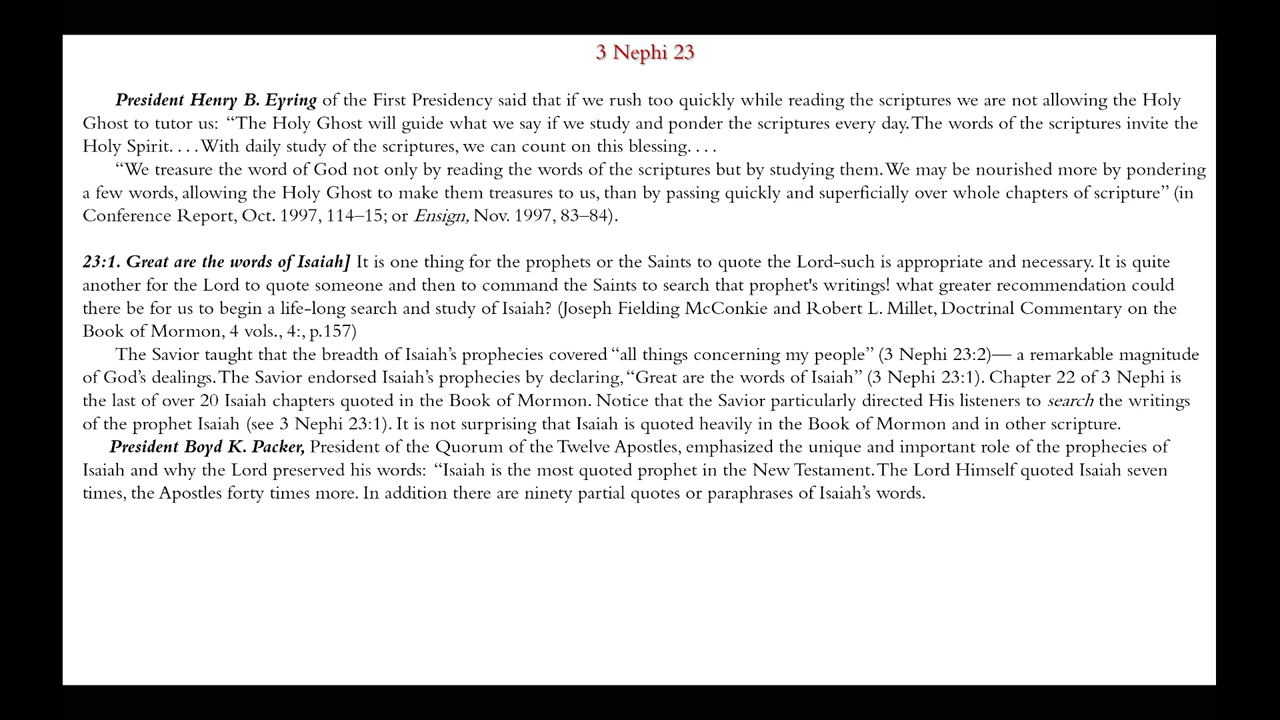 3 Nephi 23
President Henry B. Eyring of the First Presidency said that if we rush too quickly while reading the scriptures we are not allowing the Holy
Ghost to tutor us: “The Holy Ghost will guide what we say if we study and ponder the scriptures every day. The words of the scriptures invite the
Holy Spirit. . . . With daily study of the scriptures, we can count on this blessing. . . .
“We treasure the word of God not only by reading the words of the scriptures but by studying them. We may be nourished more by pondering
a few words, allowing the Holy Ghost to make them treasures to us, than by passing quickly and superficially over whole chapters of scripture” (in
Conference Report, Oct. 1997, 114–15; or Ensign, Nov. 1997, 83–84).
23:1. Great are the words of Isaiah] It is one thing for the prophets or the Saints to quote the Lord-such is appropriate and necessary. It is quite
another for the Lord to quote someone and then to command the Saints to search that prophet's writings! what greater recommendation could
there be for us to begin a life-long search and study of Isaiah? (Joseph Fielding McConkie and Robert L. Millet, Doctrinal Commentary on the
Book of Mormon, 4 vols., 4:, p.157)
The Savior taught that the breadth of Isaiah’s prophecies covered “all things concerning my people” (3 Nephi 23:2)— a remarkable magnitude
of God’s dealings. The Savior endorsed Isaiah’s prophecies by declaring, “Great are the words of Isaiah” (3 Nephi 23:1). Chapter 22 of 3 Nephi is
the last of over 20 Isaiah chapters quoted in the Book of Mormon. Notice that the Savior particularly directed His listeners to search the writings
of the prophet Isaiah (see 3 Nephi 23:1). It is not surprising that Isaiah is quoted heavily in the Book of Mormon and in other scripture.
President Boyd K. Packer, President of the Quorum of the Twelve Apostles, emphasized the unique and important role of the prophecies of
Isaiah and why the Lord preserved his words: “Isaiah is the most quoted prophet in the New Testament. The Lord Himself quoted Isaiah seven
times, the Apostles forty times more. In addition there are ninety partial quotes or paraphrases of Isaiah’s words.